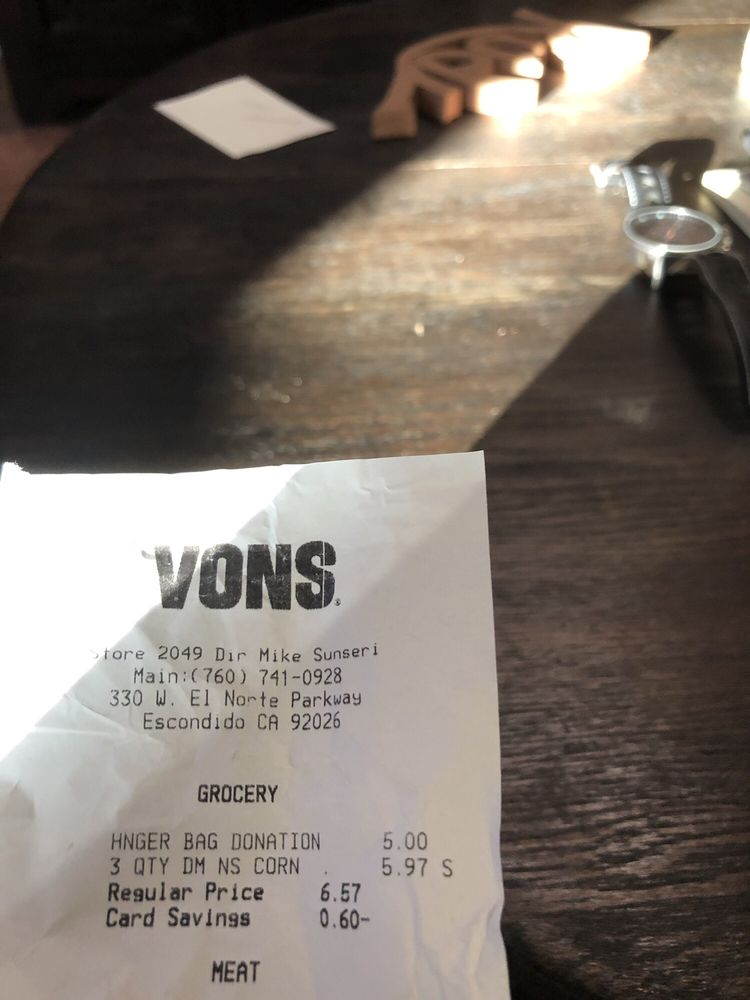 VONS
Store 2049 Dir Mike Sunseri
Main:(760) 741-0928
330 W. El Norte Parkway
Escondido CA 92026
GROCERY
HNGER BAG DONATION 5.00
3 QTY DM NS CORN . 5.97 S
Regular Price 6.57
Card Savings 0.60-
MEAT